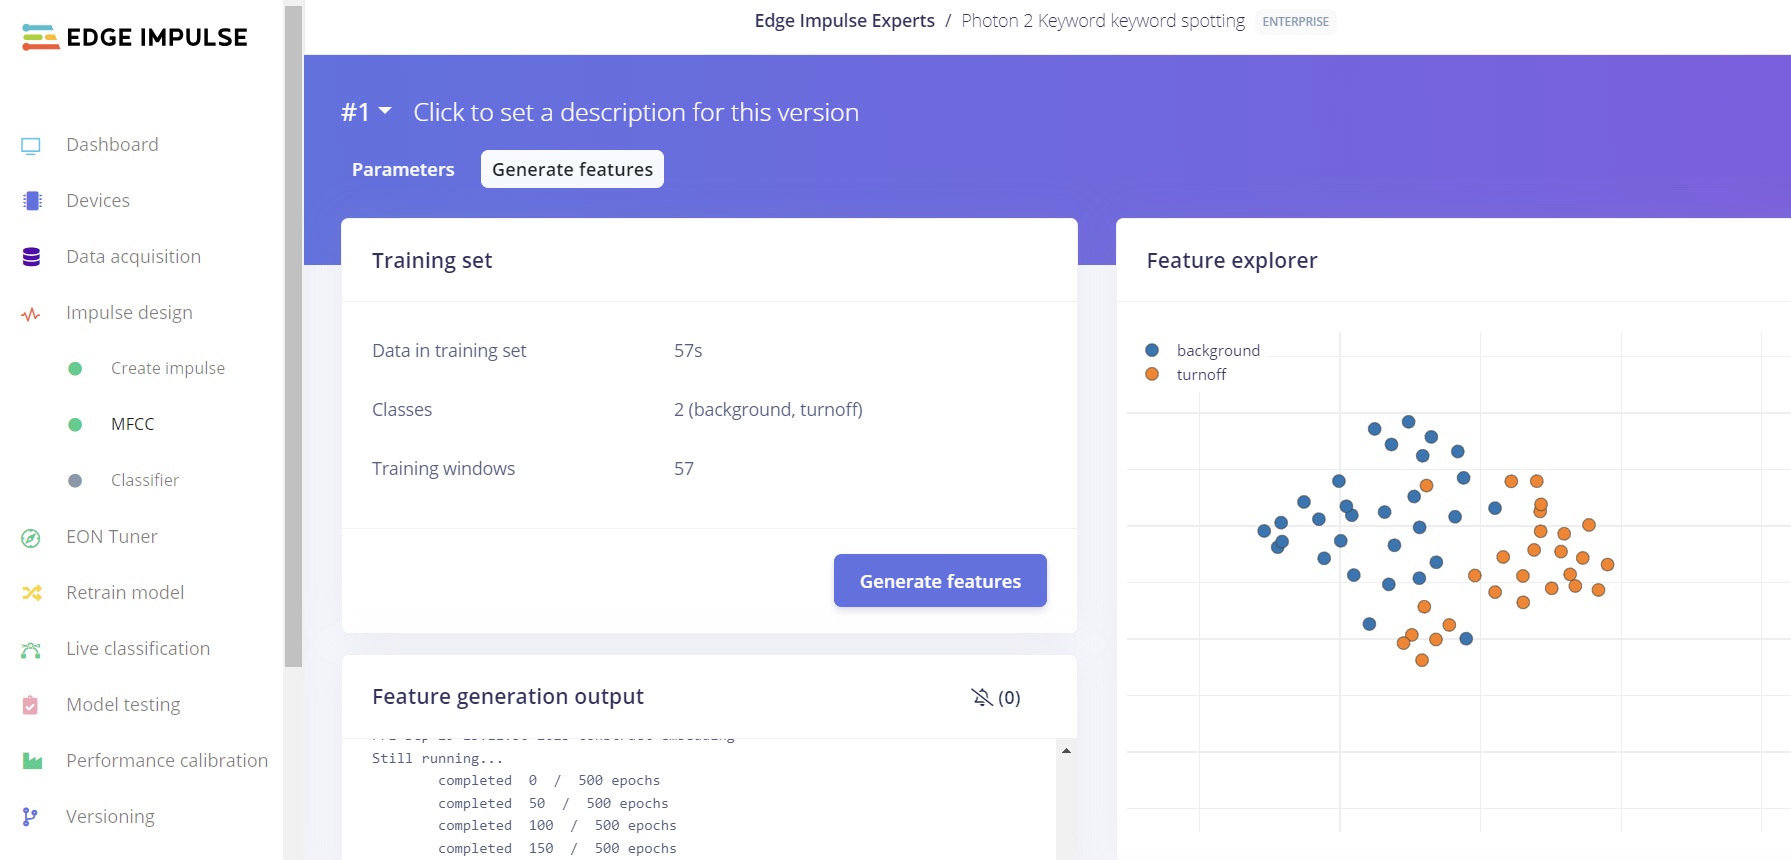 EDGE IMPULSE
Edge Impulse Experts / Photon 2 Keyword keyword spotting ENTERPRISE
#1 Click to set a description for this version
Parameters Generate features
Dashboard
Devices
Data acquisition
Impulse design
Create impulse
MFCC
Classifier
EON Tuner
Retrain model
Live classification
Model testing
Performance calibration
Versioning
Training set
Data in training set 57s
Classes 2 (background, turnoff)
Training windows 57
Generate features
Feature generation output (0)
Still running...
completed 0 / 500 epochs
completed 50 / 500 epochs
completed 100 / 500 epochs
completed 150 / 500 epochs
Feature explorer
background
turnoff